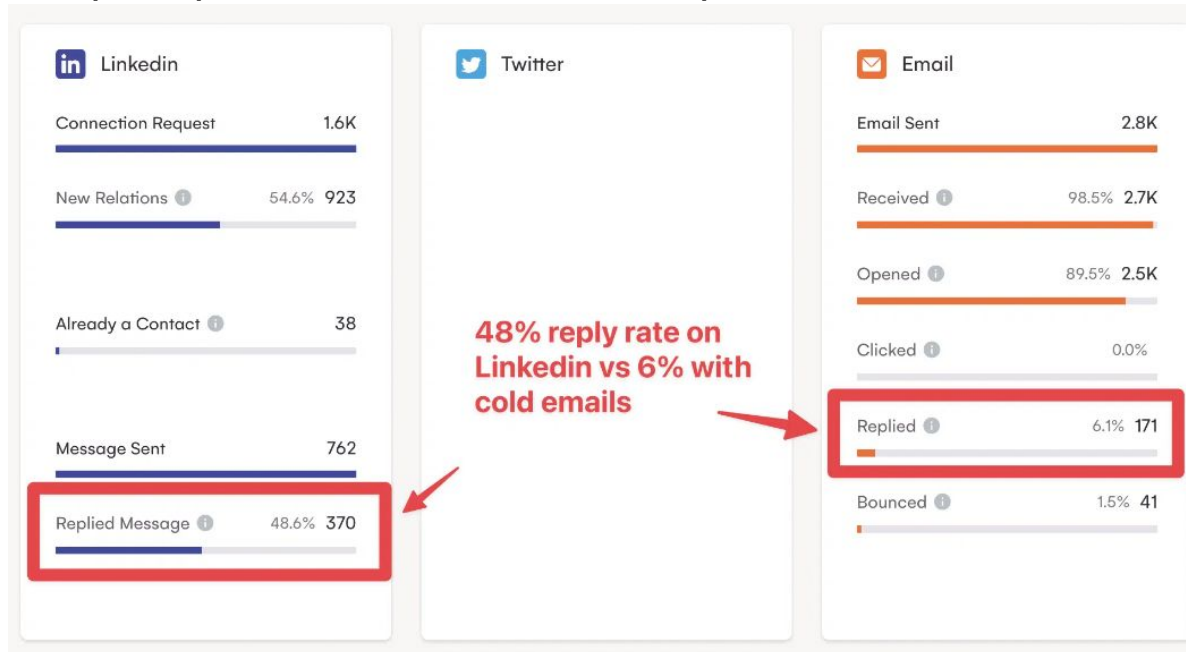 Linkedin
Connection Request 1.6K
New Relations 54.6% 923
Already a Contact 38
Message Sent 762
Replied Message 48.6% 370
Twitter
48% reply rate on
Linkedin vs 6% with
cold emails
Email
Email Sent 2.8K
Received 98.5% 2.7K
Opened 89.5% 2.5K
Clicked 0.0%
Replied 6.1% 171
Bounced 1.5% 41